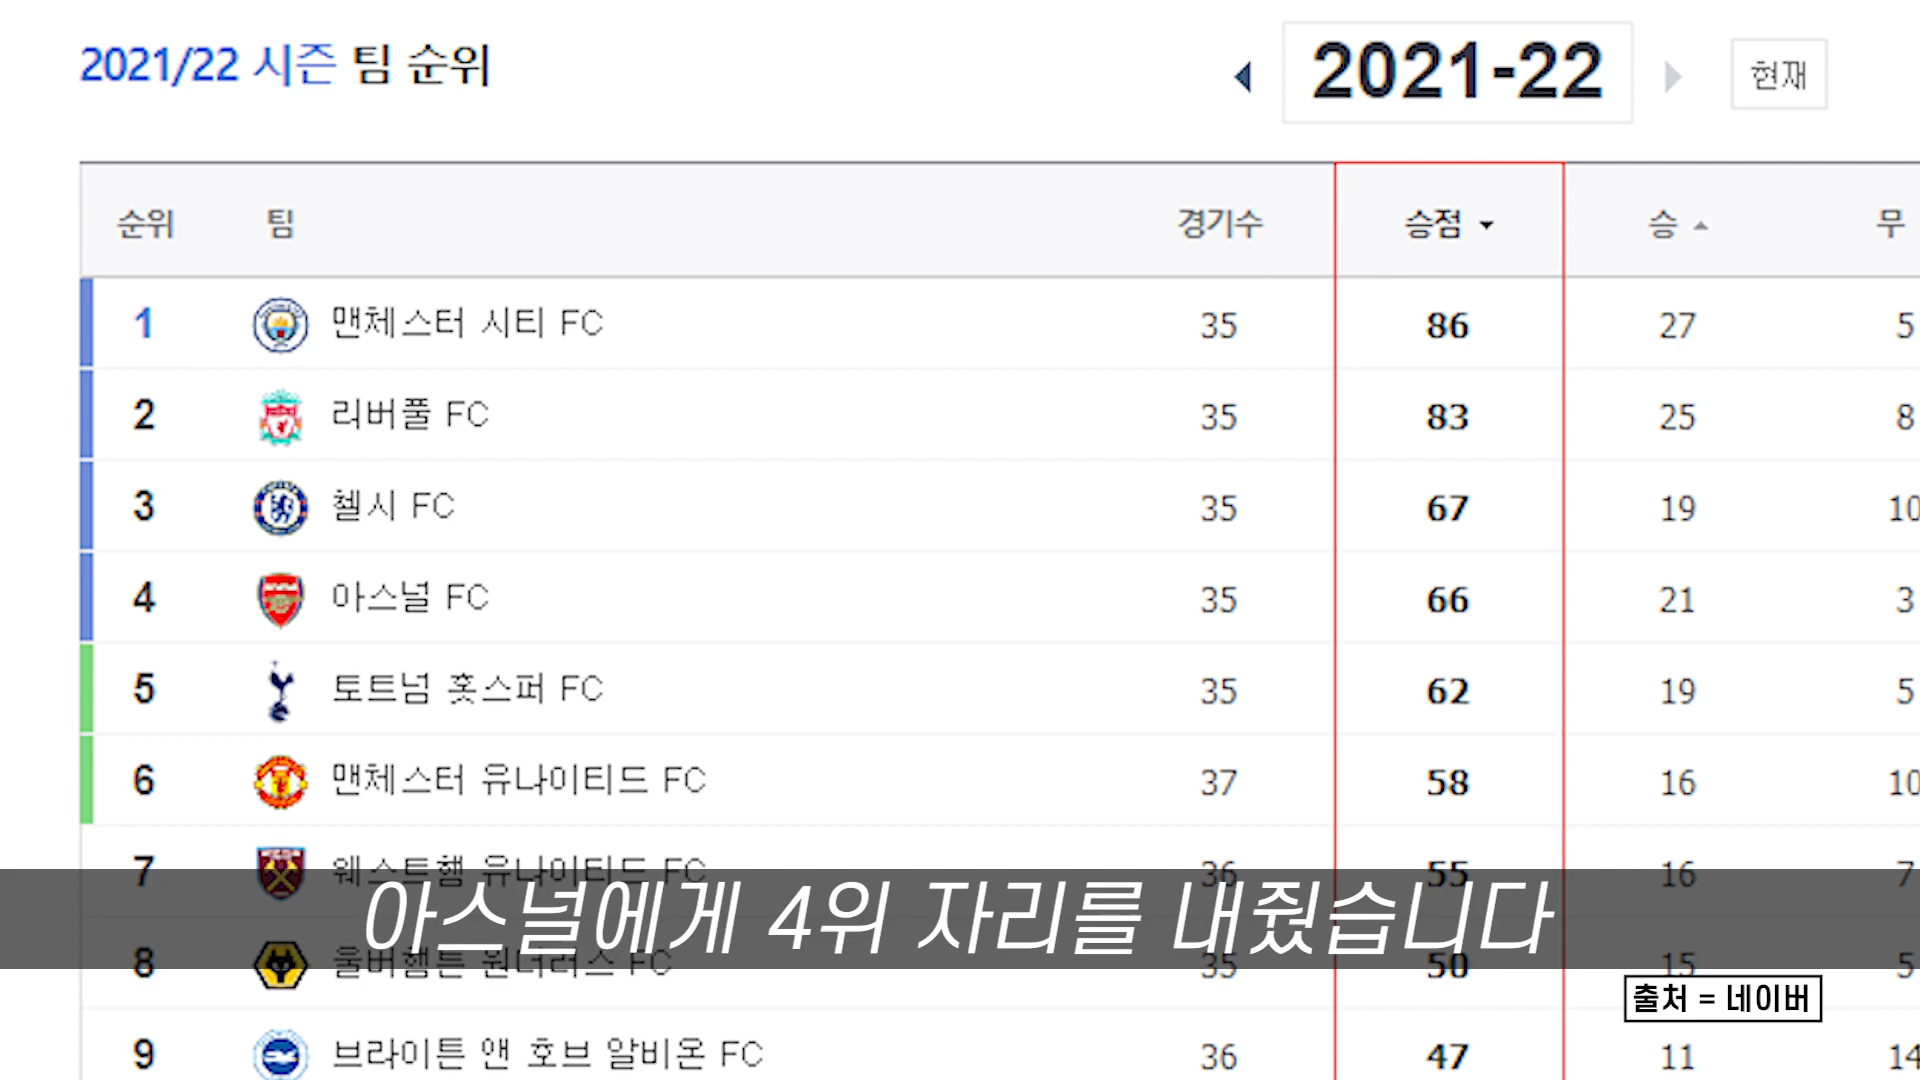 2021/22 시즌 팀 순위
2021-22
현재
순위 팀 경기수 승점 승 무
1 맨체스터 시티 FC 35 86 27 5
2 리버풀 FC 35 83 25 8
3 첼시 FC 35 67 19 10
4 아스널 FC 35 66 21 3
5 토트넘 홋스퍼 FC 35 62 19 5
6 맨체스터 유나이티드 FC 37 58 16 10
7 웨스트햄 유나이티드 FC 36 55 16 7
아스널에게 4위 자리를 내줬습니다
8 울버햄튼 원더러스 FC 35 50 15 5
출처 = 네이버
9 브라이튼 앤 호브 알비온 FC 36 47 11 14